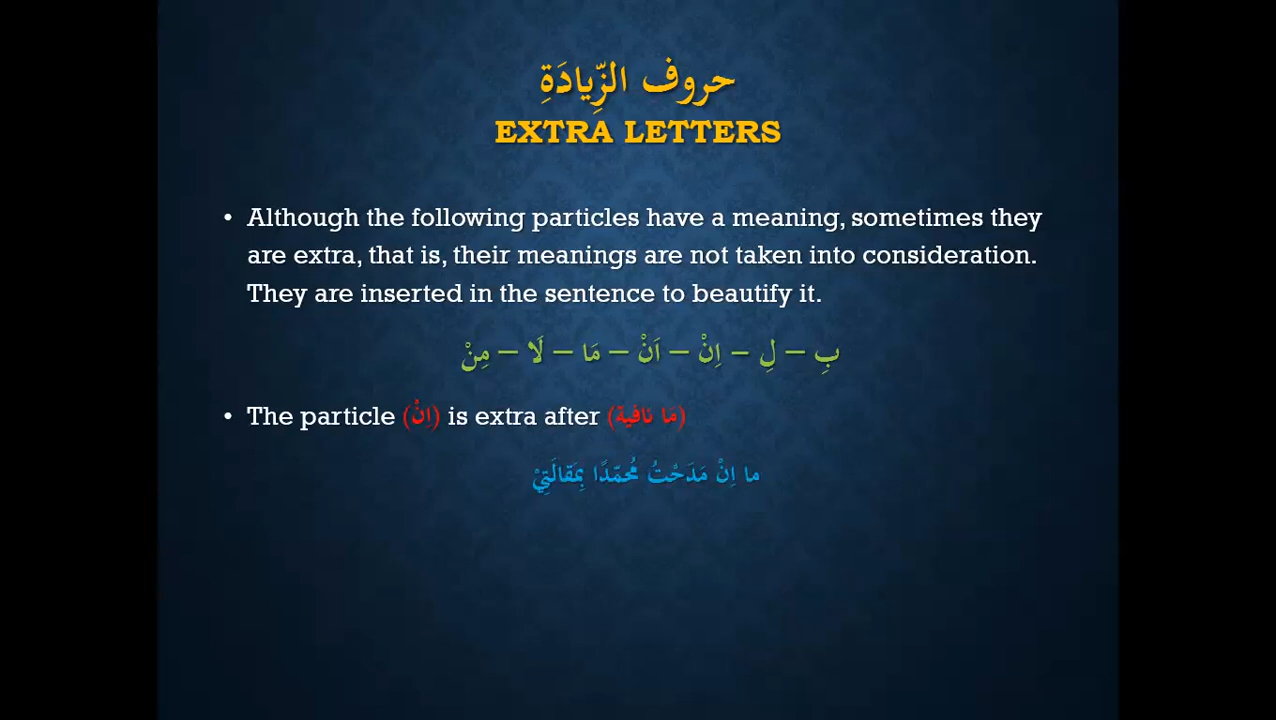 حروف الزِّيادَةِ
EXTRA LETTERS
• Although the following particles have a meaning, sometimes they
are extra, that is, their meanings are not taken into consideration.
They are inserted in the sentence to beautify it.
بِ – لِ – اِنْ – اَنْ – مَا – لَا – مِنْ
• The particle (اِنْ) is extra after (مَا نَافية)
ما اِنْ مَدَحْتُ مُحمّدًا بِمَقالَتِيْ